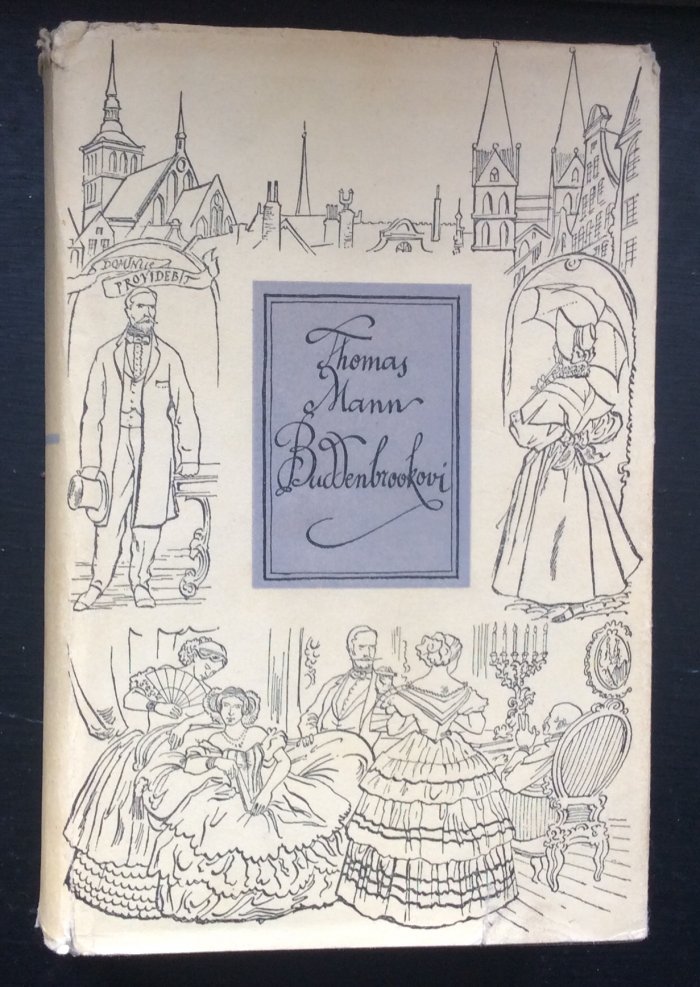 DOMINUS
PROVIDEBIT
Thomas
Mann
Buddenbrookovi